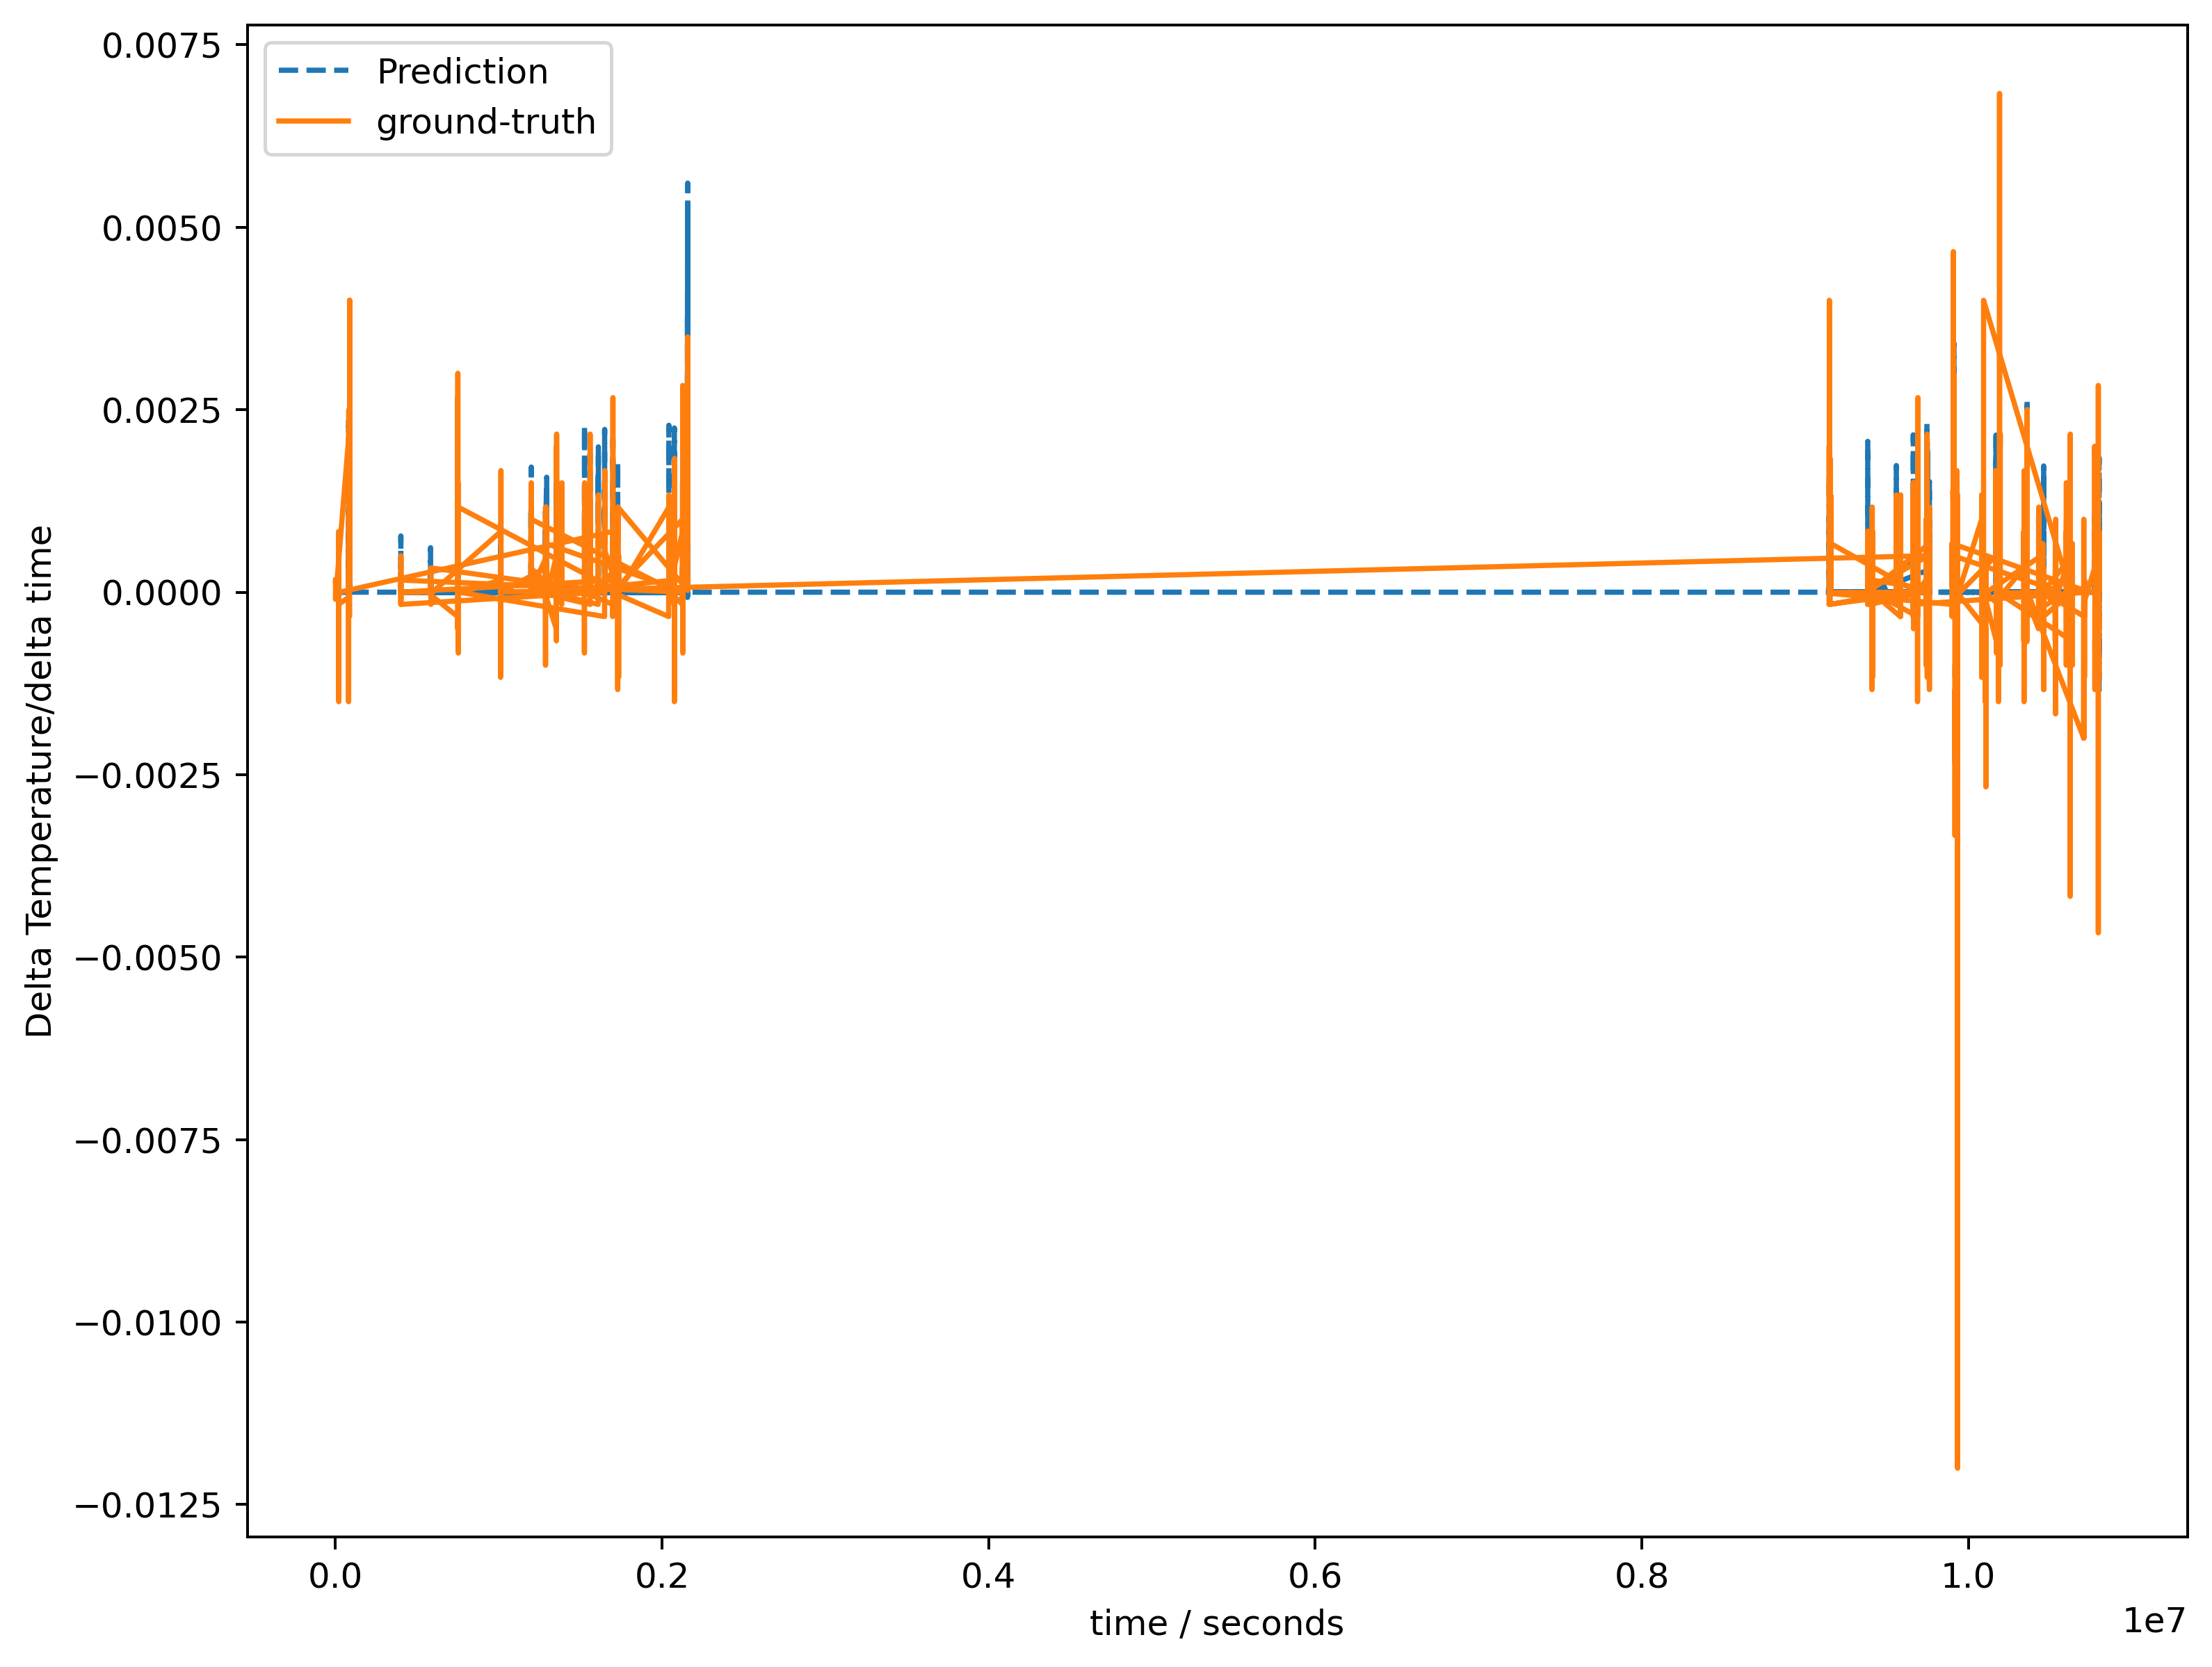 Prediction
ground-truth
0.0075
0.0050
0.0025
0.0000
−0.0025
−0.0050
−0.0075
−0.0100
−0.0125
Delta Temperature/delta time
0.0 0.2 0.4 0.6 0.8 1.0
1e7
time / seconds